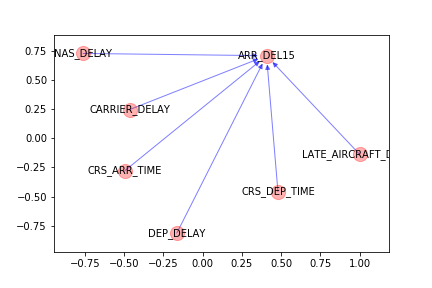 0.75
0.50
0.25
0.00
−0.25
−0.50
−0.75
NAS_DELAY
ARR_DEL15
CARRIER_DELAY
CRS_ARR_TIME
LATE_AIRCRAFT_D
CRS_DEP_TIME
DEP_DELAY
−0.75 −0.50 −0.25 0.00 0.25 0.50 0.75 1.00